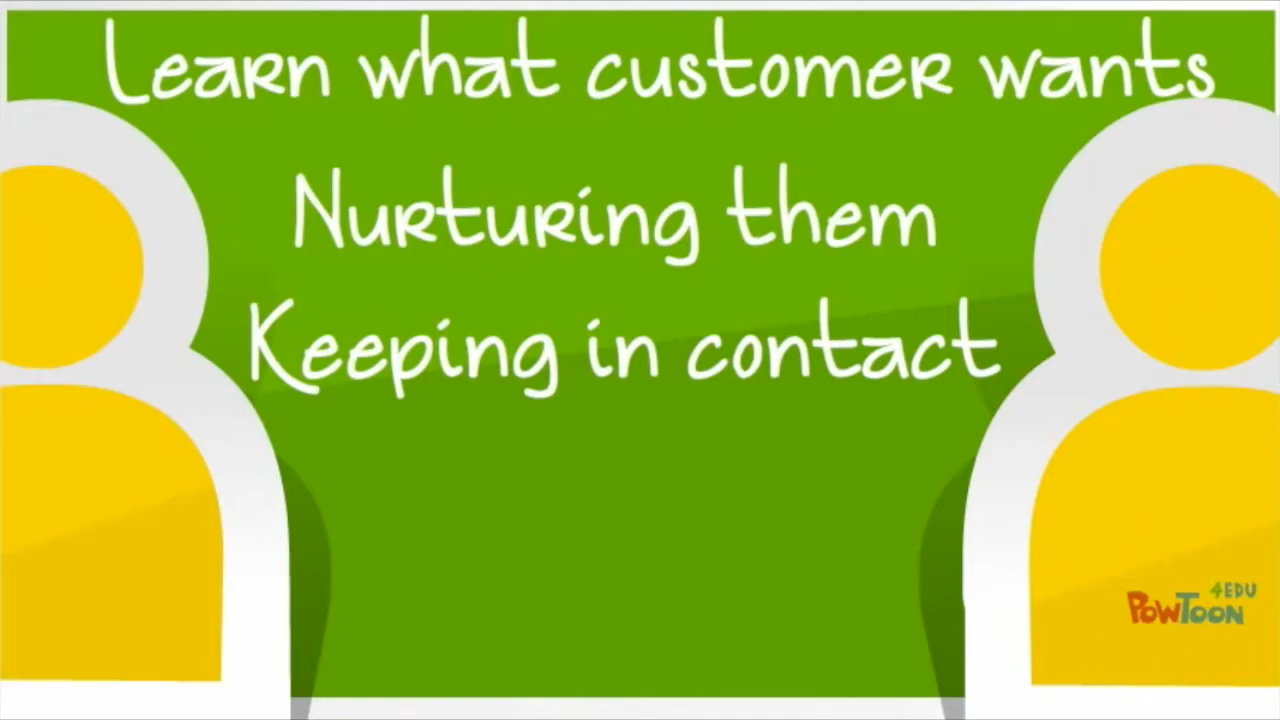 Learn what customer wants
Nurturing them
Keeping in contact
4EDU
POWTOON